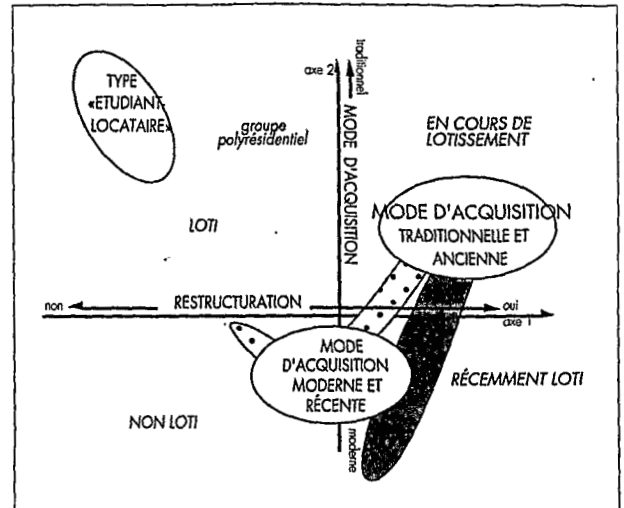 axe 2
traditionnel
TYPE
«ETUDIANT-
LOCATAIRE»
groupe
polyrésidentiel
MODE D'ACQUISITION
EN COURS DE
LOTISSEMENT
LOTI
MODE D'ACQUISITION
TRADITIONNELLE ET
ANCIENNE
non
RESTRUCTURATION
oui
axe 1
MODE
D'ACQUISITION
MODERNE ET
RÉCENTE
RÉCEMMENT LOTI
NON LOTI
moderne